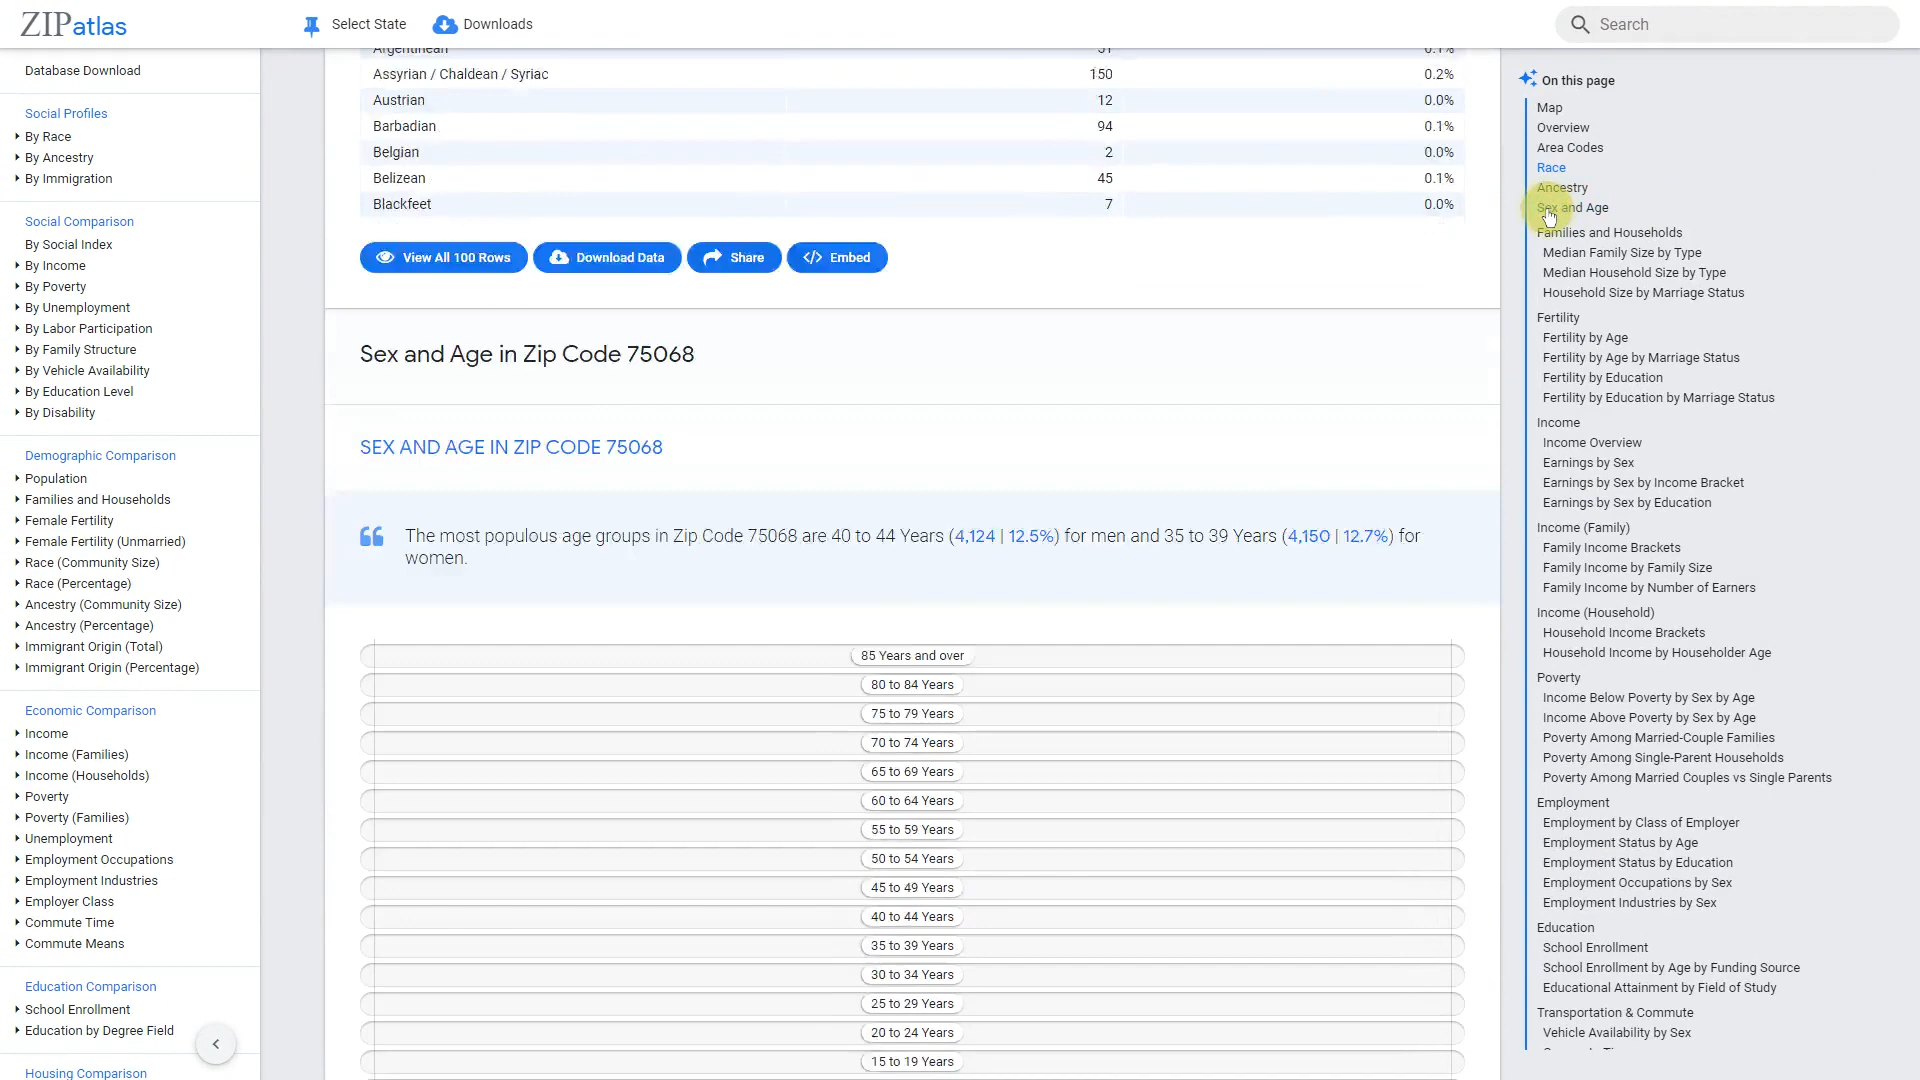 ZIPatlas
Select State
Downloads
Search
Database Download
Social Profiles
By Race
By Ancestry
By Immigration
Social Comparison
By Social Index
By Income
By Poverty
By Unemployment
By Labor Participation
By Family Structure
By Vehicle Availability
By Education Level
By Disability
Demographic Comparison
Population
Families and Households
Female Fertility
Female Fertility (Unmarried)
Race (Community Size)
Race (Percentage)
Ancestry (Community Size)
Ancestry (Percentage)
Immigrant Origin (Total)
Immigrant Origin (Percentage)
Economic Comparison
Income
Income (Families)
Income (Households)
Poverty
Poverty (Families)
Unemployment
Employment Occupations
Employment Industries
Employer Class
Commute Time
Commute Means
Education Comparison
School Enrollment
Education by Degree Field
Housing Comparison
Argentinean 51 0.1%
Assyrian / Chaldean / Syriac 150 0.2%
Austrian 12 0.0%
Barbadian 94 0.1%
Belgian 2 0.0%
Belizean 45 0.1%
Blackfeet 7 0.0%
View All 100 Rows
Download Data
Share
Embed
Sex and Age in Zip Code 75068
SEX AND AGE IN ZIP CODE 75068
The most populous age groups in Zip Code 75068 are 40 to 44 Years (4,124 | 12.5%) for men and 35 to 39 Years (4,150 | 12.7%) for
women.
85 Years and over
80 to 84 Years
75 to 79 Years
70 to 74 Years
65 to 69 Years
60 to 64 Years
55 to 59 Years
50 to 54 Years
45 to 49 Years
40 to 44 Years
35 to 39 Years
30 to 34 Years
25 to 29 Years
20 to 24 Years
15 to 19 Years
On this page
Map
Overview
Area Codes
Race
Ancestry
Sex and Age
Families and Households
Median Family Size by Type
Median Household Size by Type
Household Size by Marriage Status
Fertility
Fertility by Age
Fertility by Age by Marriage Status
Fertility by Education
Fertility by Education by Marriage Status
Income
Income Overview
Earnings by Sex
Earnings by Sex by Income Bracket
Earnings by Sex by Education
Income (Family)
Family Income Brackets
Family Income by Family Size
Family Income by Number of Earners
Income (Household)
Household Income Brackets
Household Income by Householder Age
Poverty
Income Below Poverty by Sex by Age
Income Above Poverty by Sex by Age
Poverty Among Married-Couple Families
Poverty Among Single-Parent Households
Poverty Among Married Couples vs Single Parents
Employment
Employment by Class of Employer
Employment Status by Age
Employment Status by Education
Employment Occupations by Sex
Employment Industries by Sex
Education
School Enrollment
School Enrollment by Age by Funding Source
Educational Attainment by Field of Study
Transportation & Commute
Vehicle Availability by Sex